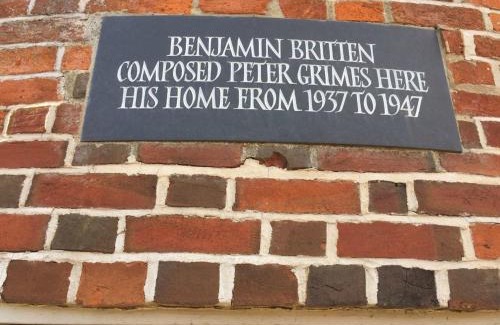 BENJAMIN BRITTEN
COMPOSED PETER GRIMES HERE
HIS HOME FROM 1937 TO 1947